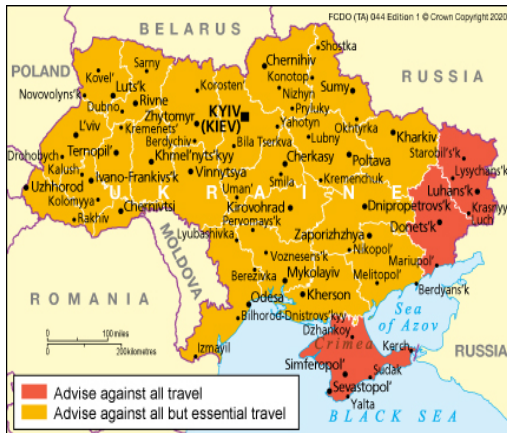 FCDO (TA) 044 Edition 1 © Crown Copyright 2020
BELARUS
Shostka
POLAND
Kovel'
Sarny
Chernihiv
RUSSIA
Novovolyns'k
Luts'k
Korosten
Konotop
Sumy
Nizhyn
Rivne
Dubno
Zhytomyr
KYIV
(KIEV)
Pryluky
Yahotyn
Okhtyrka
L'viv
Kremenets'
Berdychiv
Bila Tserkva
Lubny
Kharkiv
Drohobych
Ternopil'
Khmel'nyts'kyy
Cherkasy
Poltava
Starobil's'k
Kalush
Lysychans'k
Ivano-Frankivs'k
Vinnytsya
Smila
Kremenchuk
Uzhhorod
UKRAINE
Uman'
Luhans'k
Kolomyya
Chernivtsi
Kirovohrad
Dnipropetrovs'k
Krasnyy
Luch
Rakhiv
Pervomays'k
Donets'k
MOLDOVA
Lyubashivka
Zaporizhzhya
Voznesens'k
Nikopol'
Mariupol'
Berezivka
Mykolayiv
Melitopol'
Berdyans'k
ROMANIA
Odesa
Kherson
Bilhorod-Dnistrovs'kyy
Sea
of Azov
0 100 miles
0 200kilometres
Izmayil
Dzhankoy
Crimea
Kerch
RUSSIA
Simferopol'
Sudak
Sevastopol'
Yalta
BLACK SEA
Advise against all travel
Advise against all but essential travel